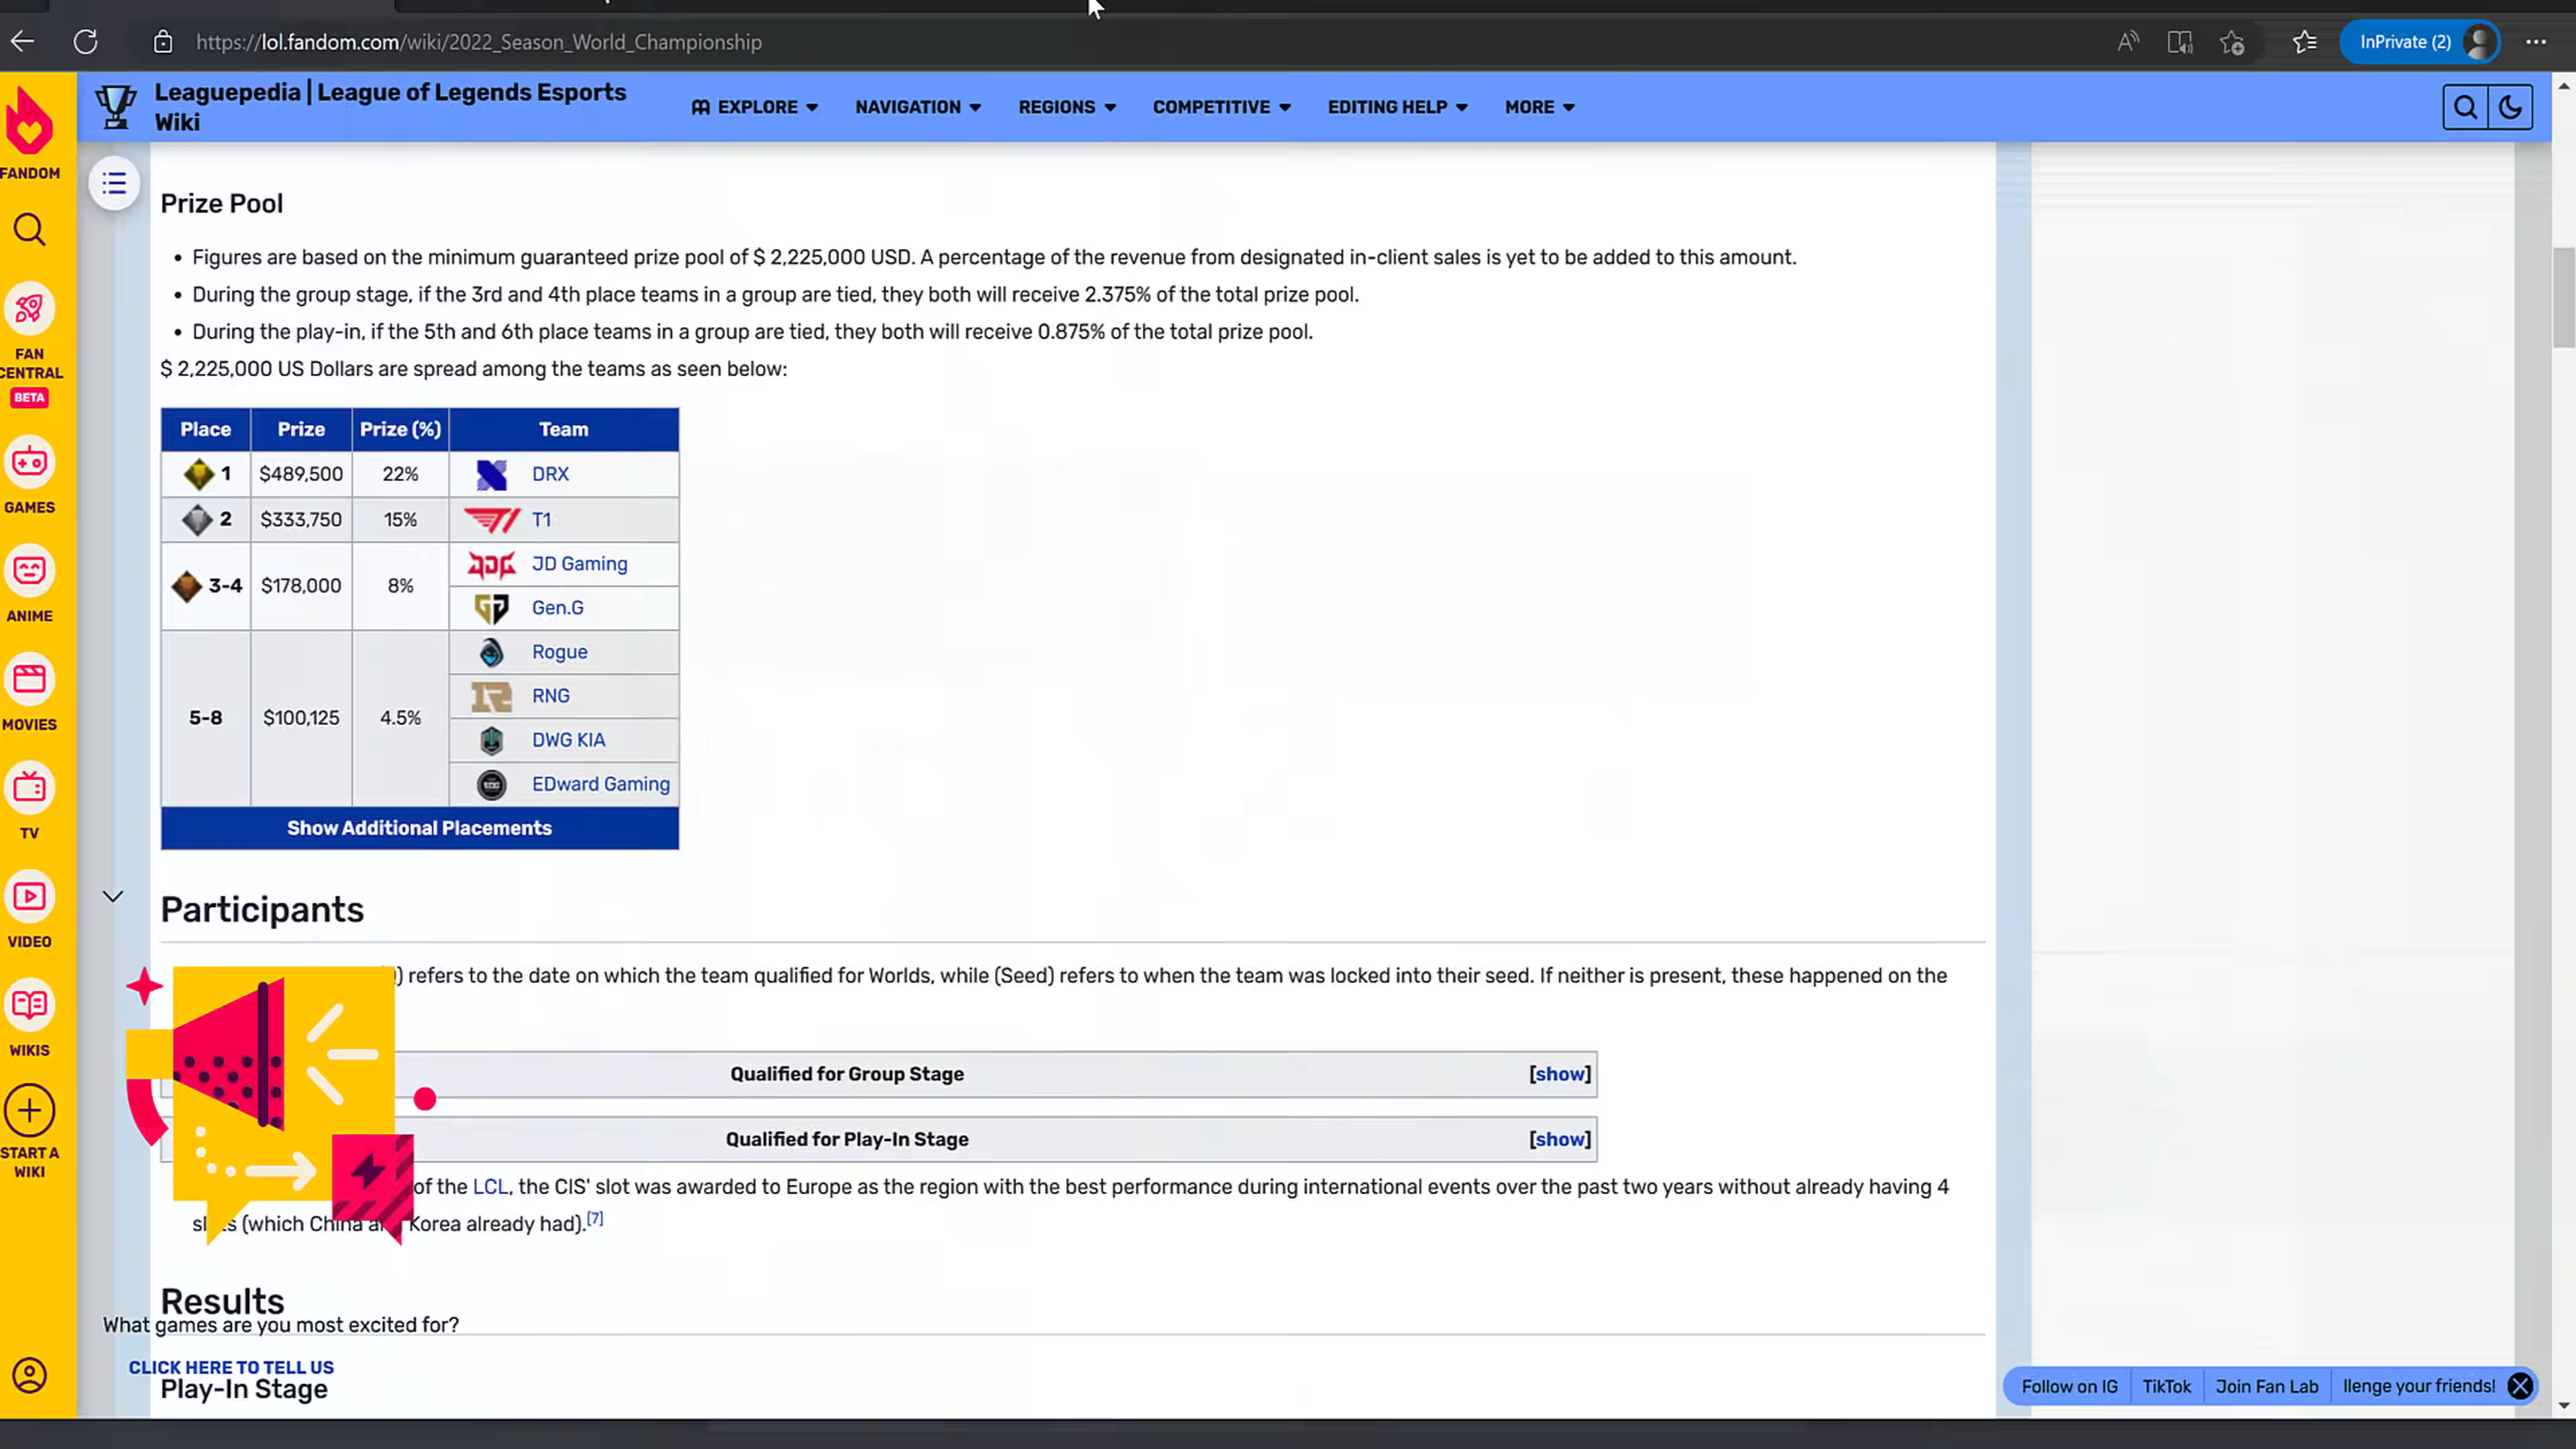 https://lol.fandom.com/wiki/2022_Season_World_Championship
InPrivate (2)
Leaguepedia | League of Legends Esports
Wiki
EXPLORE
NAVIGATION
REGIONS
COMPETITIVE
EDITING HELP
MORE
FANDOM
FAN
CENTRAL
BETA
GAMES
ANIME
MOVIES
TV
VIDEO
WIKIS
START A
WIKI
Prize Pool
• Figures are based on the minimum guaranteed prize pool of $ 2,225,000 USD. A percentage of the revenue from designated in-client sales is yet to be added to this amount.
• During the group stage, if the 3rd and 4th place teams in a group are tied, they both will receive 2.375% of the total prize pool.
• During the play-in, if the 5th and 6th place teams in a group are tied, they both will receive 0.875% of the total prize pool.
$ 2,225,000 US Dollars are spread among the teams as seen below:
Place Prize Prize (%) Team
1 $489,500 22% DRX
2 $333,750 15% T1
3-4 $178,000 8% JD Gaming
Gen.G
Rogue
RNG
5-8 $100,125 4.5%
DWG KIA
EDward Gaming
Show Additional Placements
Participants
) refers to the date on which the team qualified for Worlds, while (Seed) refers to when the team was locked into their seed. If neither is present, these happened on the
Qualified for Group Stage [show]
Qualified for Play-In Stage [show]
of the LCL, the CIS' slot was awarded to Europe as the region with the best performance during international events over the past two years without already having 4
(which China Korea already had).[7]
Results
What games are you most excited for?
CLICK HERE TO TELL US
Play-In Stage
Follow on IG
TikTok
Join Fan Lab
llenge your friends!